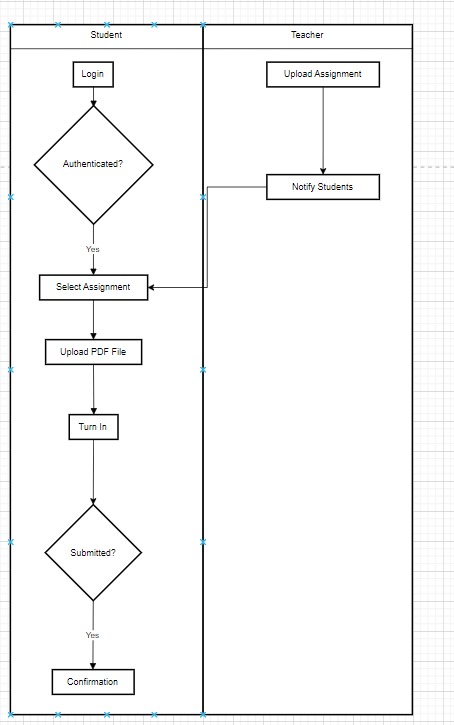 Student
Teacher
Login
Upload Assignment
Authenticated?
Notify Students
Yes
Select Assignment
Upload PDF File
Turn In
Submitted?
Yes
Confirmation